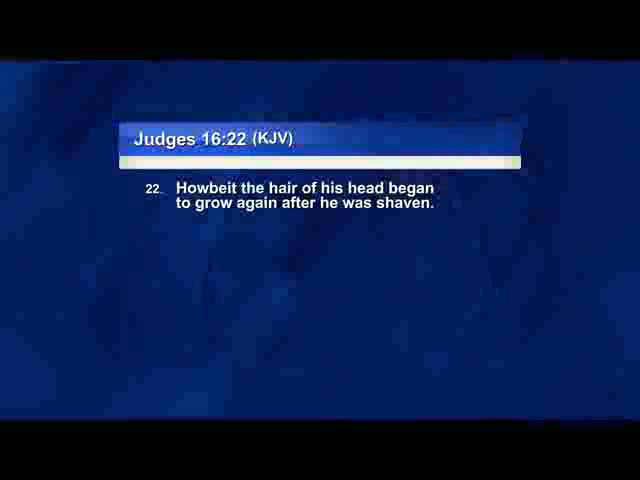 Judges 16:22 (KJV)
22. Howbeit the hair of his head began
to grow again after he was shaven.